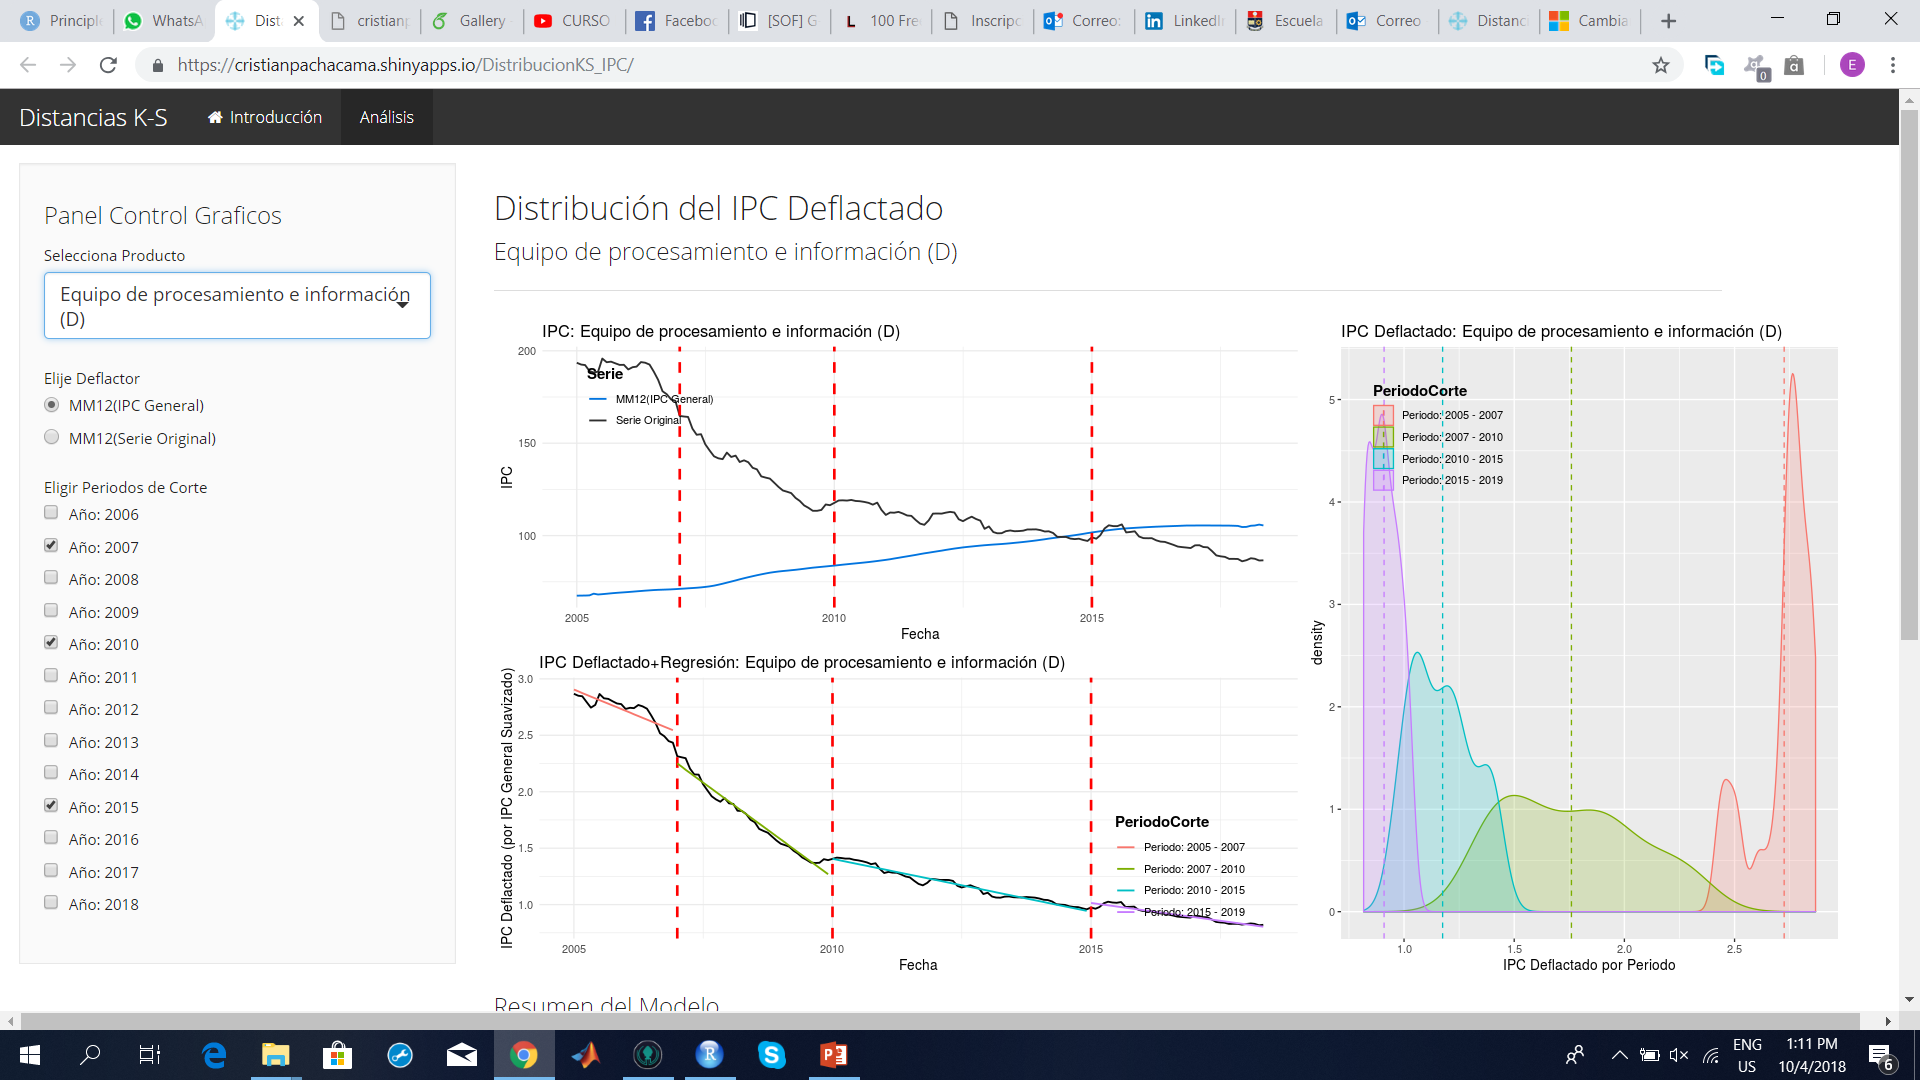 Principle
WhatsA
Dist
cristianp
Gallery
CURSO
Faceboo
[SOF] G
100 Free
Inscripc
Correo:
LinkedIn
Escuela
Correo
Distanc
Cambia
https://cristianpachacama.shinyapps.io/DistribucionKS_IPC/
0
E
Distancias K-S
Introducción
Análisis
Panel Control Graficos
Selecciona Producto
Equipo de procesamiento e información
(D)
Elije Deflactor
MM12(IPC General)
MM12(Serie Original)
Eligir Periodos de Corte
Año: 2006
Año: 2007
Año: 2008
Año: 2009
Año: 2010
Año: 2011
Año: 2012
Año: 2013
Año: 2014
Año: 2015
Año: 2016
Año: 2017
Año: 2018
Distribución del IPC Deflactado
Equipo de procesamiento e información (D)
IPC: Equipo de procesamiento e información (D)
200
150
100
IPC
Serie
MM12(IPC General)
Serie Original
2005
2010
2015
Fecha
IPC Deflactado+Regresión: Equipo de procesamiento e información (D)
IPC Deflactado (por IPC General Suavizado)
3.0
2.5
2.0
1.5
1.0
PeriodoCorte
Periodo: 2005 - 2007
Periodo: 2007 - 2010
Periodo: 2010 - 2015
Periodo: 2015 - 2019
2005
2010
2015
Fecha
IPC Deflactado: Equipo de procesamiento e información (D)
PeriodoCorte
Periodo: 2005 - 2007
Periodo: 2007 - 2010
Periodo: 2010 - 2015
Periodo: 2015 - 2019
density
5
4
3
2
1
0
1.0
1.5
2.0
2.5
IPC Deflactado por Periodo
Resumen del Modelo
ENG
US
1:11 PM
10/4/2018
6